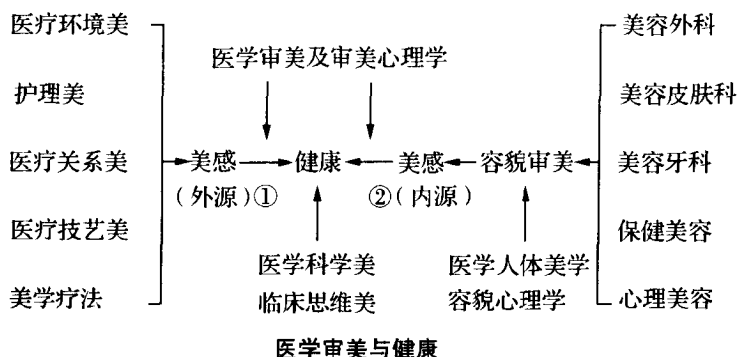 医疗环境美
护理美
医疗关系美
医疗技艺美
美学疗法
医学审美及审美心理学
美感
(外源)①
健康
美感
②(内源)
容貌审美
医学科学美
临床思维美
医学人体美学
容貌心理学
美容外科
美容皮肤科
美容牙科
保健美容
心理美容
医学审美与健康